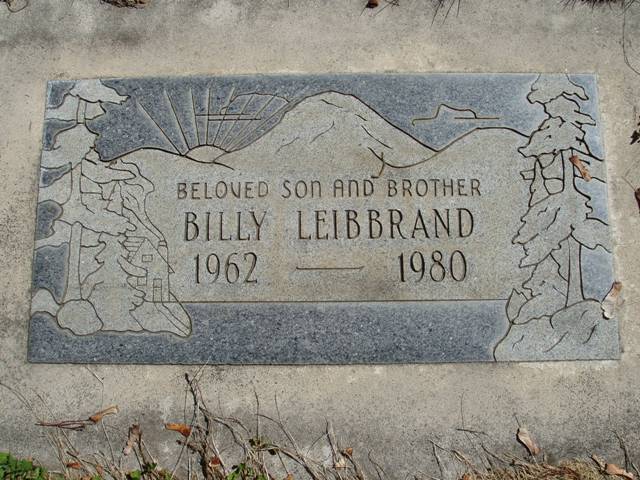 BELOVED SON AND BROTHER
BILLY LEIBBRAND
1962 — 1980